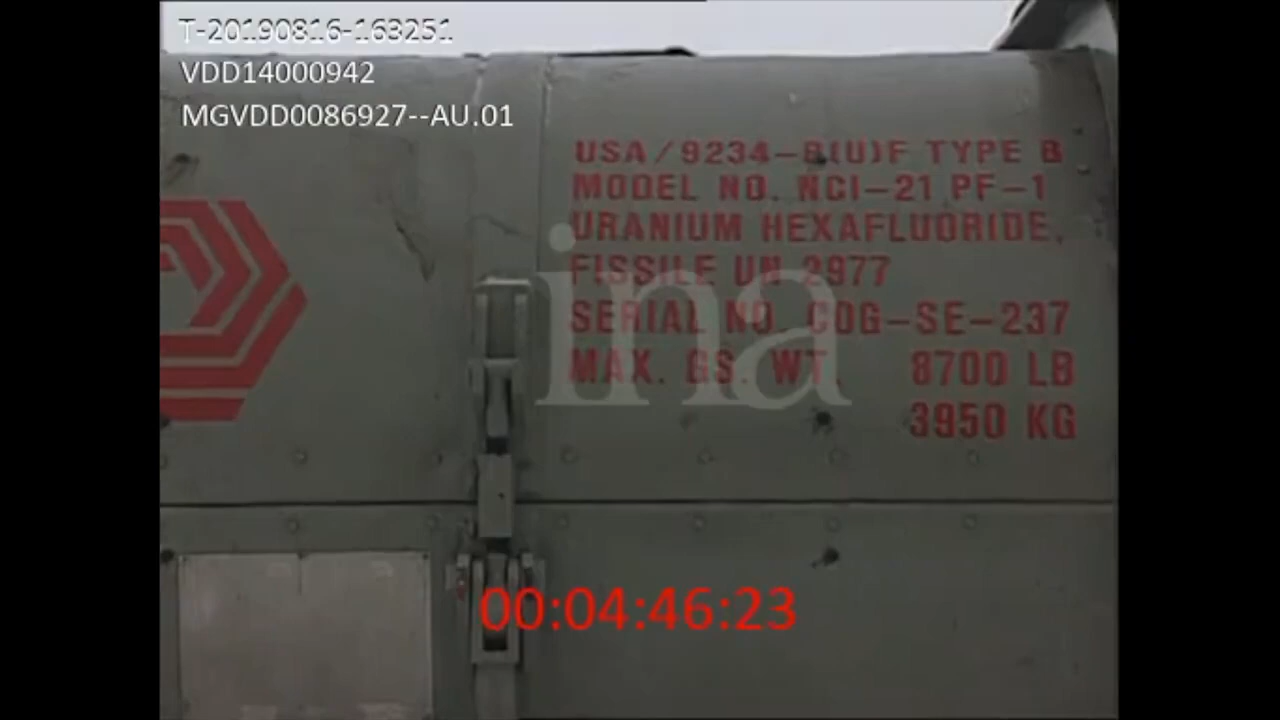 T-20190816-163251
VDD14000942
MGVDD0086927--AU.01
USA/9234-B(U)F TYPE B
MODEL NO. NCI-21 PF-1
URANIUM HEXAFLUORIDE,
FISSILE UN 2977
ina
SERIAL NO. COG-SE-237
MAX. GS. WT. 8700 LB
3950 KG
00:04:46:23